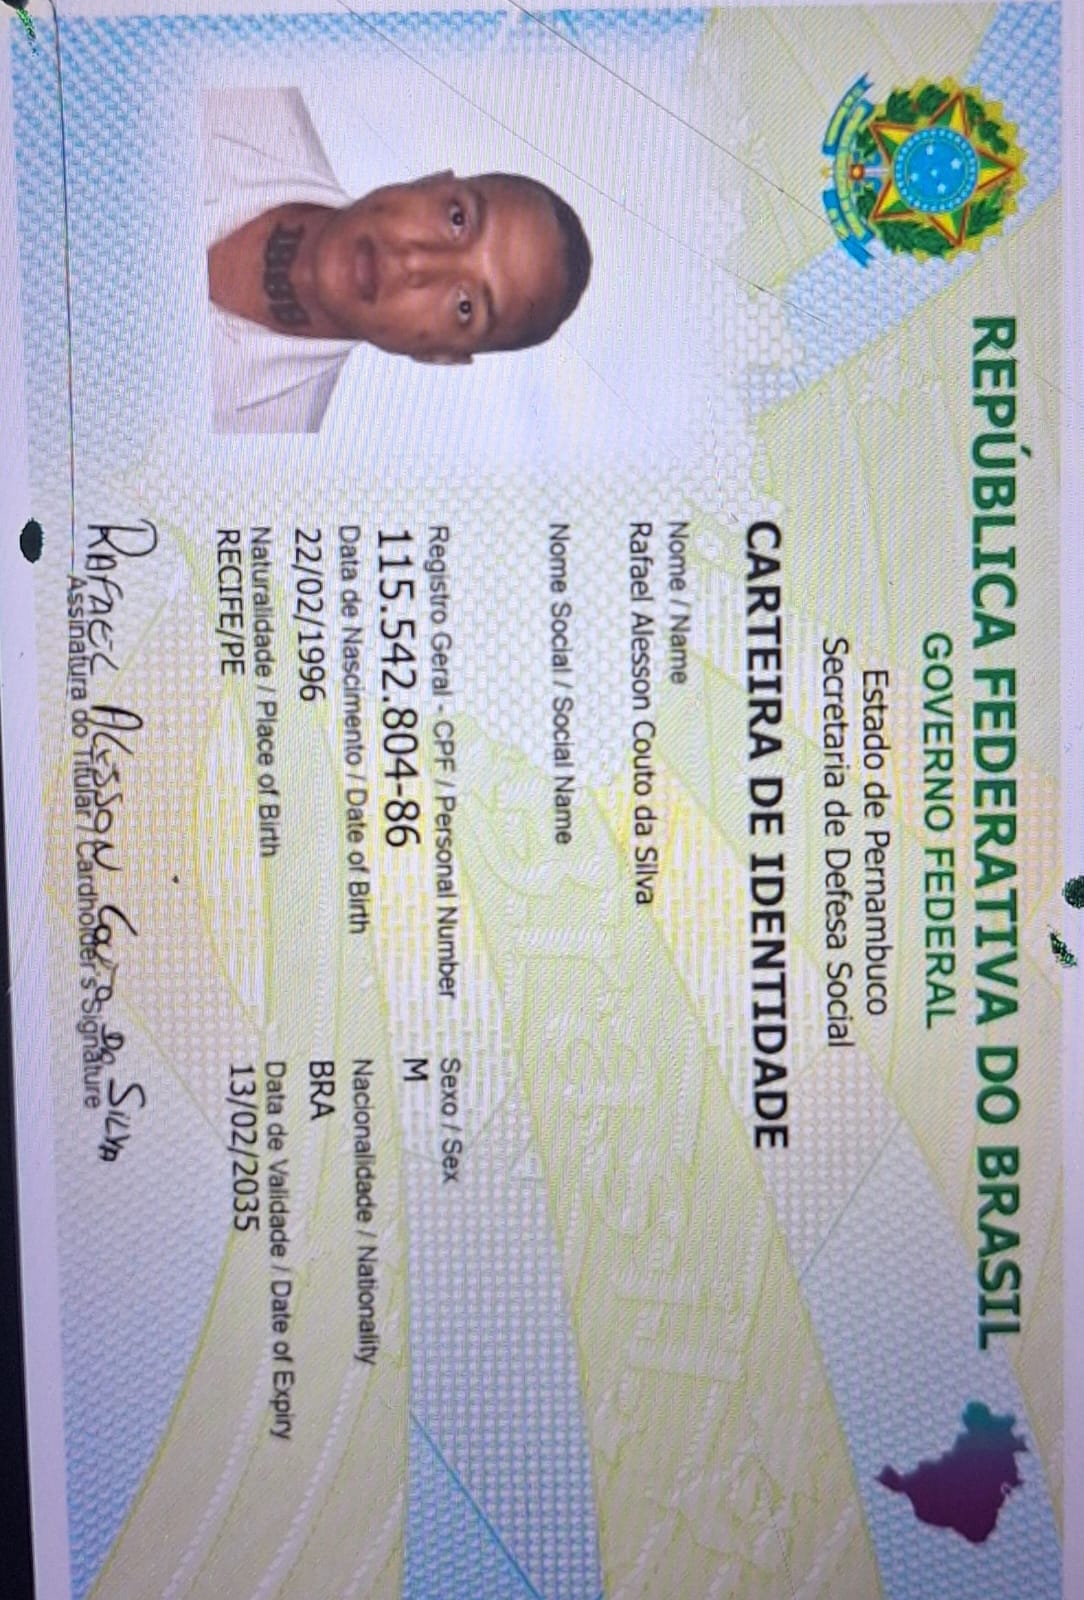 REPÚBLICA FEDERATIVA DO BRASIL
GOVERNO FEDERAL
Estado de Pernambuco
Secretaria de Defesa Social
CARTEIRA DE IDENTIDADE
Nome / Name
Rafael Alesson Couto da Silva
Nome Social / Social Name
Registro Geral - CPF / Personal Number
Sexo / Sex
115.542.804-86
M
Data de Nascimento / Date of Birth
Nacionalidade / Nationality
22/02/1996
BRA
Naturalidade / Place of Birth
Data de Validade / Date of Expiry
RECIFE/PE
13/02/2035
RAFAEL ALESSON COUTO DA SILVA
Assinatura do Titular / Cardholder's Signature